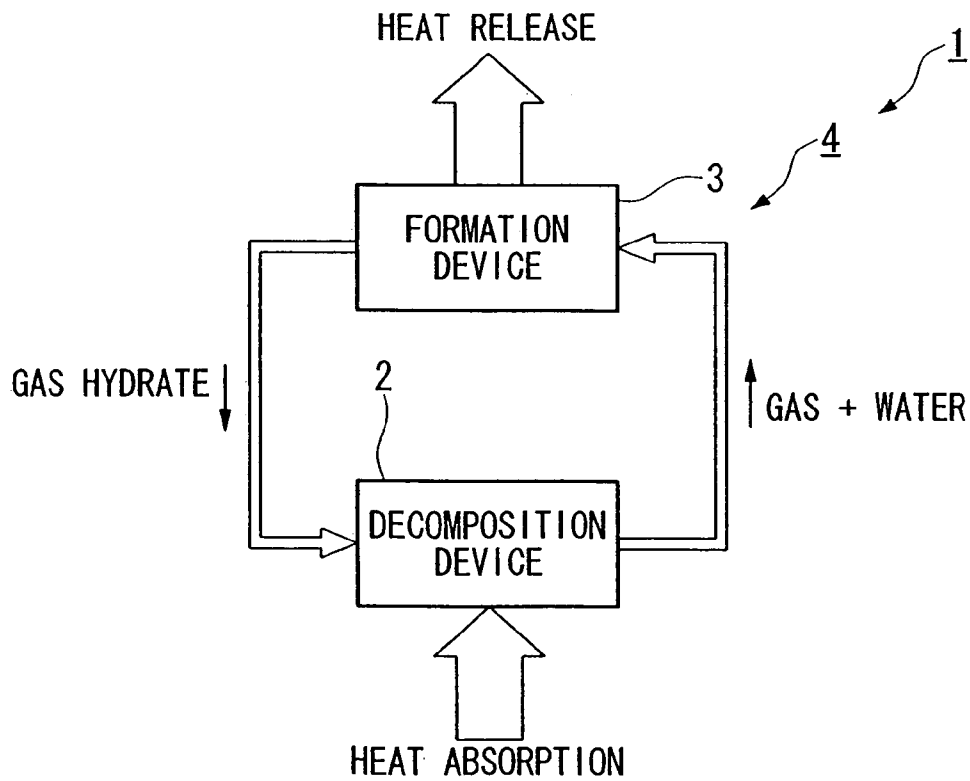 HEAT RELEASE
1
4
3
FORMATION
DEVICE
GAS HYDRATE
2
GAS + WATER
DECOMPOSITION
DEVICE
HEAT ABSORPTION